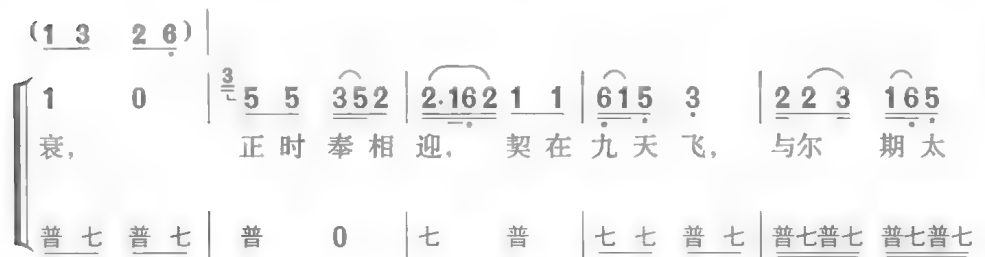 (1 3 2 6)
1 0 | 3 5 5 3 5 2 | 2·1 6 2 1 1 | 6 1 5 3 | 2 2 3 1 6 5
衰, 正时奉相迎, 契在九天飞, 与尔期太
普七 普七 | 普 0 | 七 普 | 七七 普七 | 普七普七 普七普七